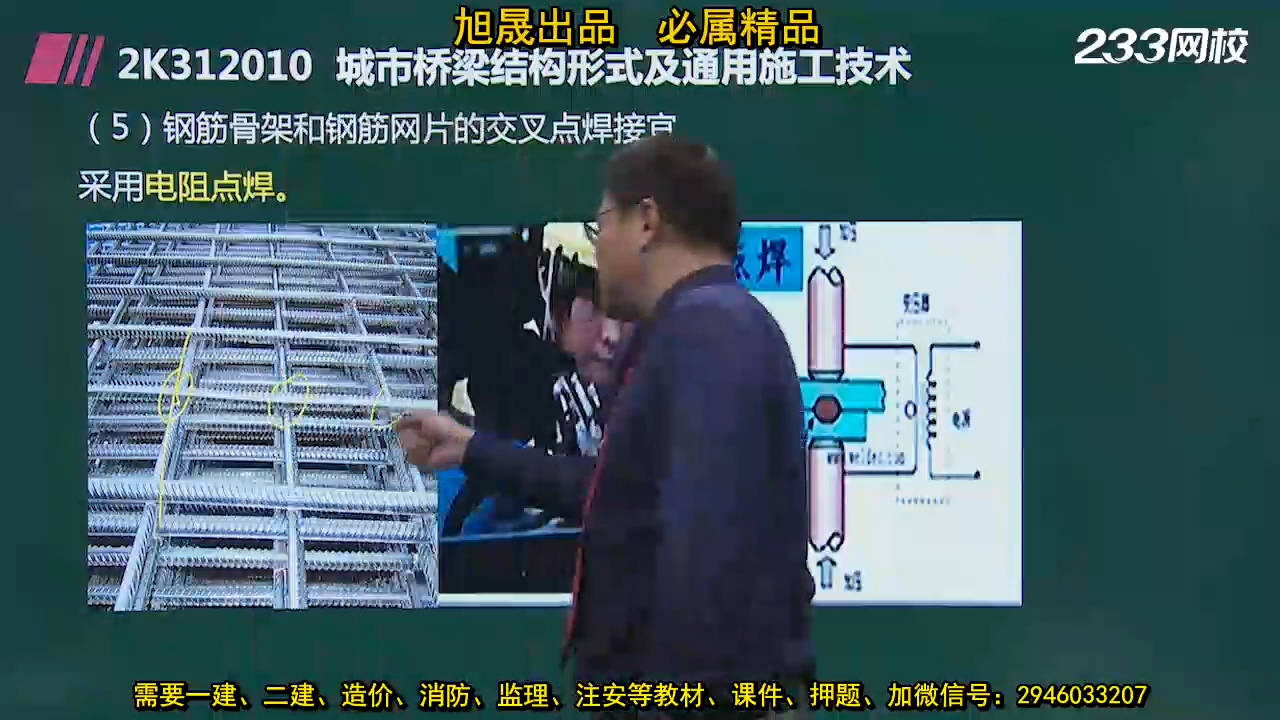 旭晟出品 必属精品
233网校
2K312010 城市桥梁结构形式及通用施工技术
（5）钢筋骨架和钢筋网片的交叉点焊接宜
采用电阻点焊。
点焊
需要一建、二建、造价、消防、监理、注安等教材、课件、押题、加微信号：2946033207